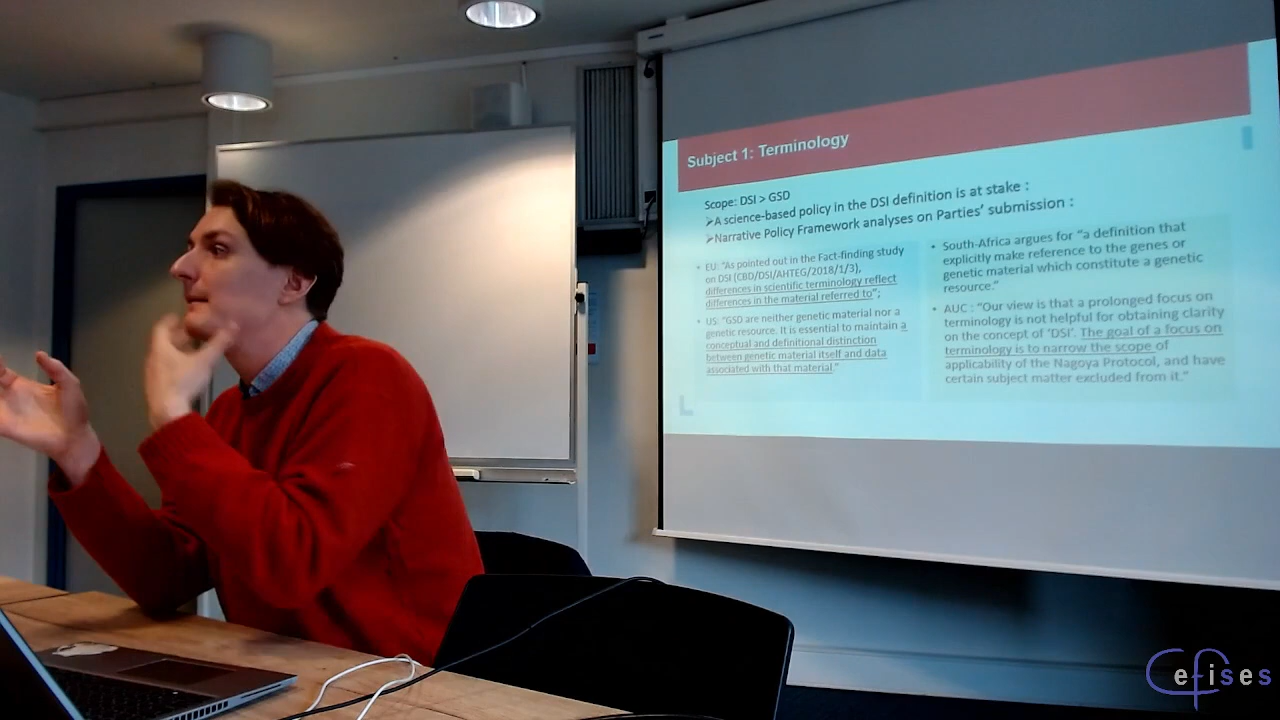 Subject 1: Terminology
Scope: DSI > GSD
➢A science-based policy in the DSI definition is at stake :
➢Narrative Policy Framework analyses on Parties' submission :
• EU: "As pointed out in the Fact-finding study
on DSI (CBD/DSI/AHTEG/2018/1/3),
differences in scientific terminology reflect
differences in the material referred to";
• US: "GSD are neither genetic material nor a
genetic resource. It is essential to maintain a
conceptual and definitional distinction
between genetic material itself and data
associated with that material."
• South-Africa argues for "a definition that
explicitly make reference to the genes or
genetic material which constitute a genetic
resource."
• AUC : "Our view is that a prolonged focus on
terminology is not helpful for obtaining clarity
on the concept of 'DSI'. The goal of a focus on
terminology is to narrow the scope of
applicability of the Nagoya Protocol, and have
certain subject matter excluded from it."
Cefises